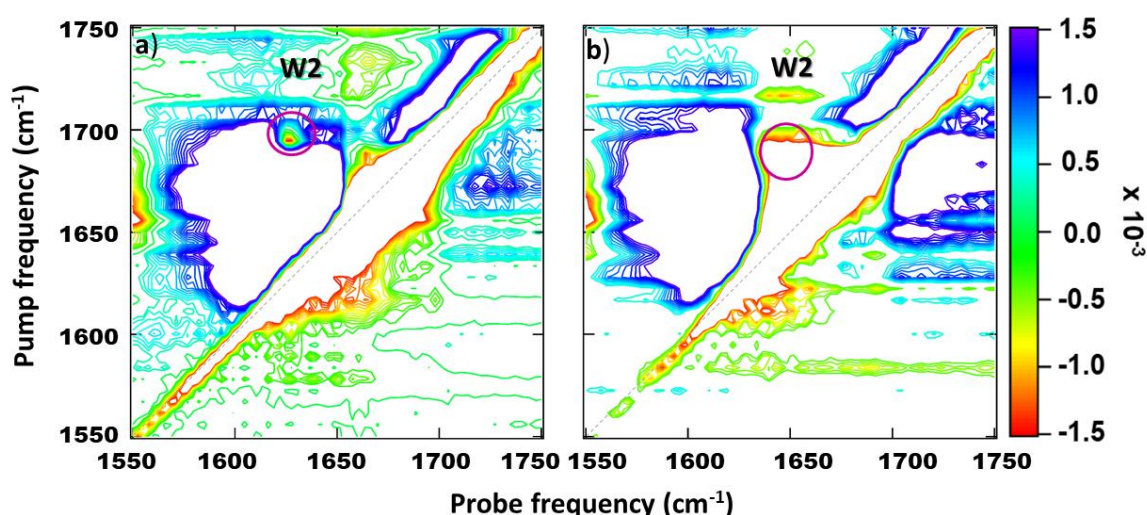 a)
W2
b)
W2
Pump frequency (cm-1)
1750
1700
1650
1600
1550
1550 1600 1650 1700 1750
1550 1600 1650 1700 1750
Probe frequency (cm-1)
1.5
1.0
0.5
0.0
-0.5
-1.0
-1.5
x 10-3